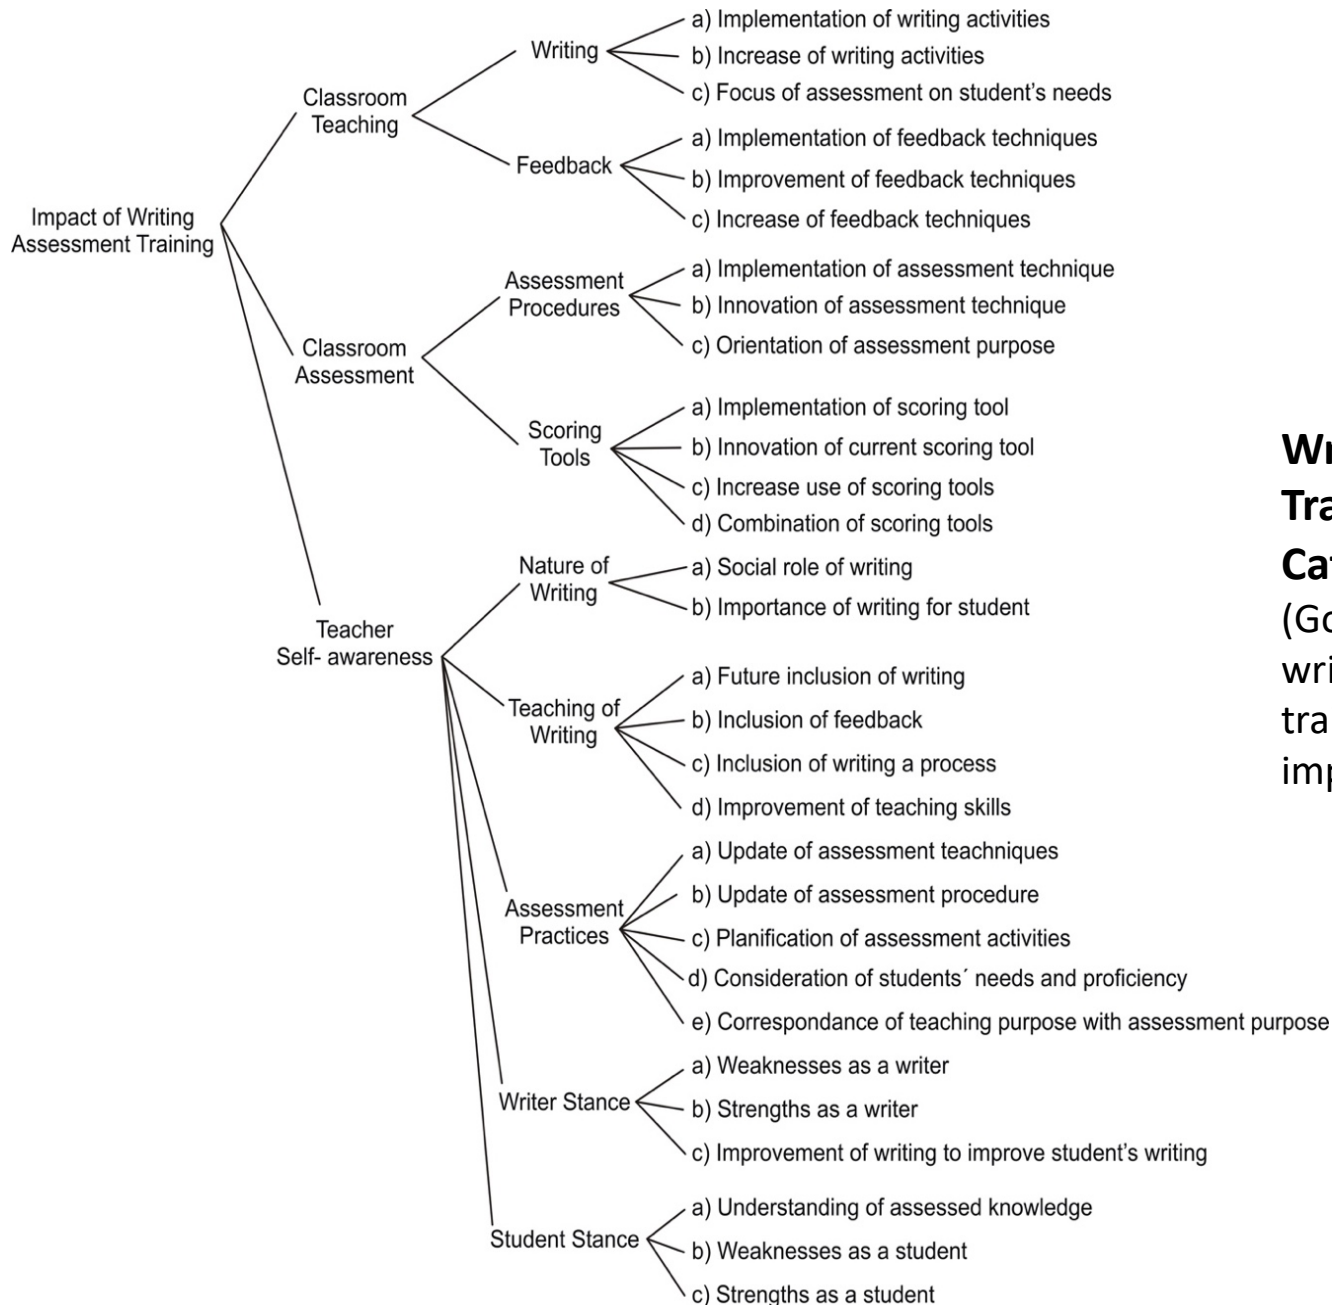 Impact of Writing
Assessment Training
Classroom
Teaching
Writing
a) Implementation of writing activities
b) Increase of writing activities
c) Focus of assessment on student's needs
Feedback
a) Implementation of feedback techniques
b) Improvement of feedback techniques
c) Increase of feedback techniques
Classroom
Assessment
Assessment
Procedures
a) Implementation of assessment technique
b) Innovation of assessment technique
c) Orientation of assessment purpose
Scoring
Tools
a) Implementation of scoring tool
b) Innovation of current scoring tool
c) Increase use of scoring tools
d) Combination of scoring tools
Teacher
Self- awareness
Nature of
Writing
a) Social role of writing
b) Importance of writing for student
Teaching of
Writing
a) Future inclusion of writing
b) Inclusion of feedback
c) Inclusion of writing a process
d) Improvement of teaching skills
Assessment
Practices
a) Update of assessment teachniques
b) Update of assessment procedure
c) Planification of assessment activities
d) Consideration of students´ needs and proficiency
e) Correspondance of teaching purpose with assessment purpose
Writer Stance
a) Weaknesses as a writer
b) Strengths as a writer
c) Improvement of writing to improve student's writing
Student Stance
a) Understanding of assessed knowledge
b) Weaknesses as a student
c) Strengths as a student